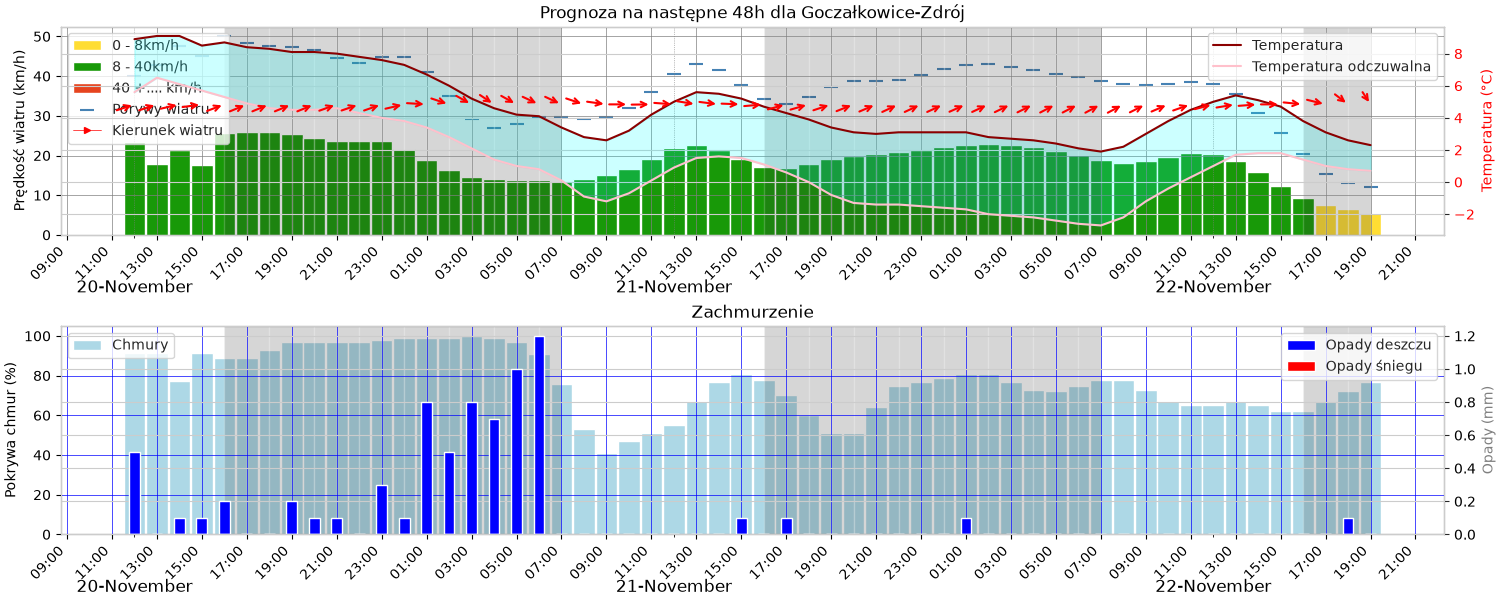 Prognoza na następne 48h dla Goczałkowice-Zdrój
Prędkość wiatru (km/h)
50
40
30
20
10
0
0 - 8km/h
8 - 40km/h
40 +.... km/h
Porywy wiatru
Kierunek wiatru
Temperatura
Temperatura odczuwalna
8
6
4
2
0
−2
Temperatura (°C)
09:00 11:00 13:00 15:00 17:00 19:00 21:00 23:00 01:00 03:00 05:00 07:00 09:00 11:00 13:00 15:00 17:00 19:00 21:00 23:00 01:00 03:00 05:00 07:00 09:00 11:00 13:00 15:00 17:00 19:00 21:00
20-November 21-November 22-November
Zachmurzenie
Pokrywa chmur (%)
100
80
60
40
20
0
Chmury
Opady deszczu
Opady śniegu
1.2
1.0
0.8
0.6
0.4
0.2
0.0
Opady (mm)
09:00 11:00 13:00 15:00 17:00 19:00 21:00 23:00 01:00 03:00 05:00 07:00 09:00 11:00 13:00 15:00 17:00 19:00 21:00 23:00 01:00 03:00 05:00 07:00 09:00 11:00 13:00 15:00 17:00 19:00 21:00
20-November 21-November 22-November